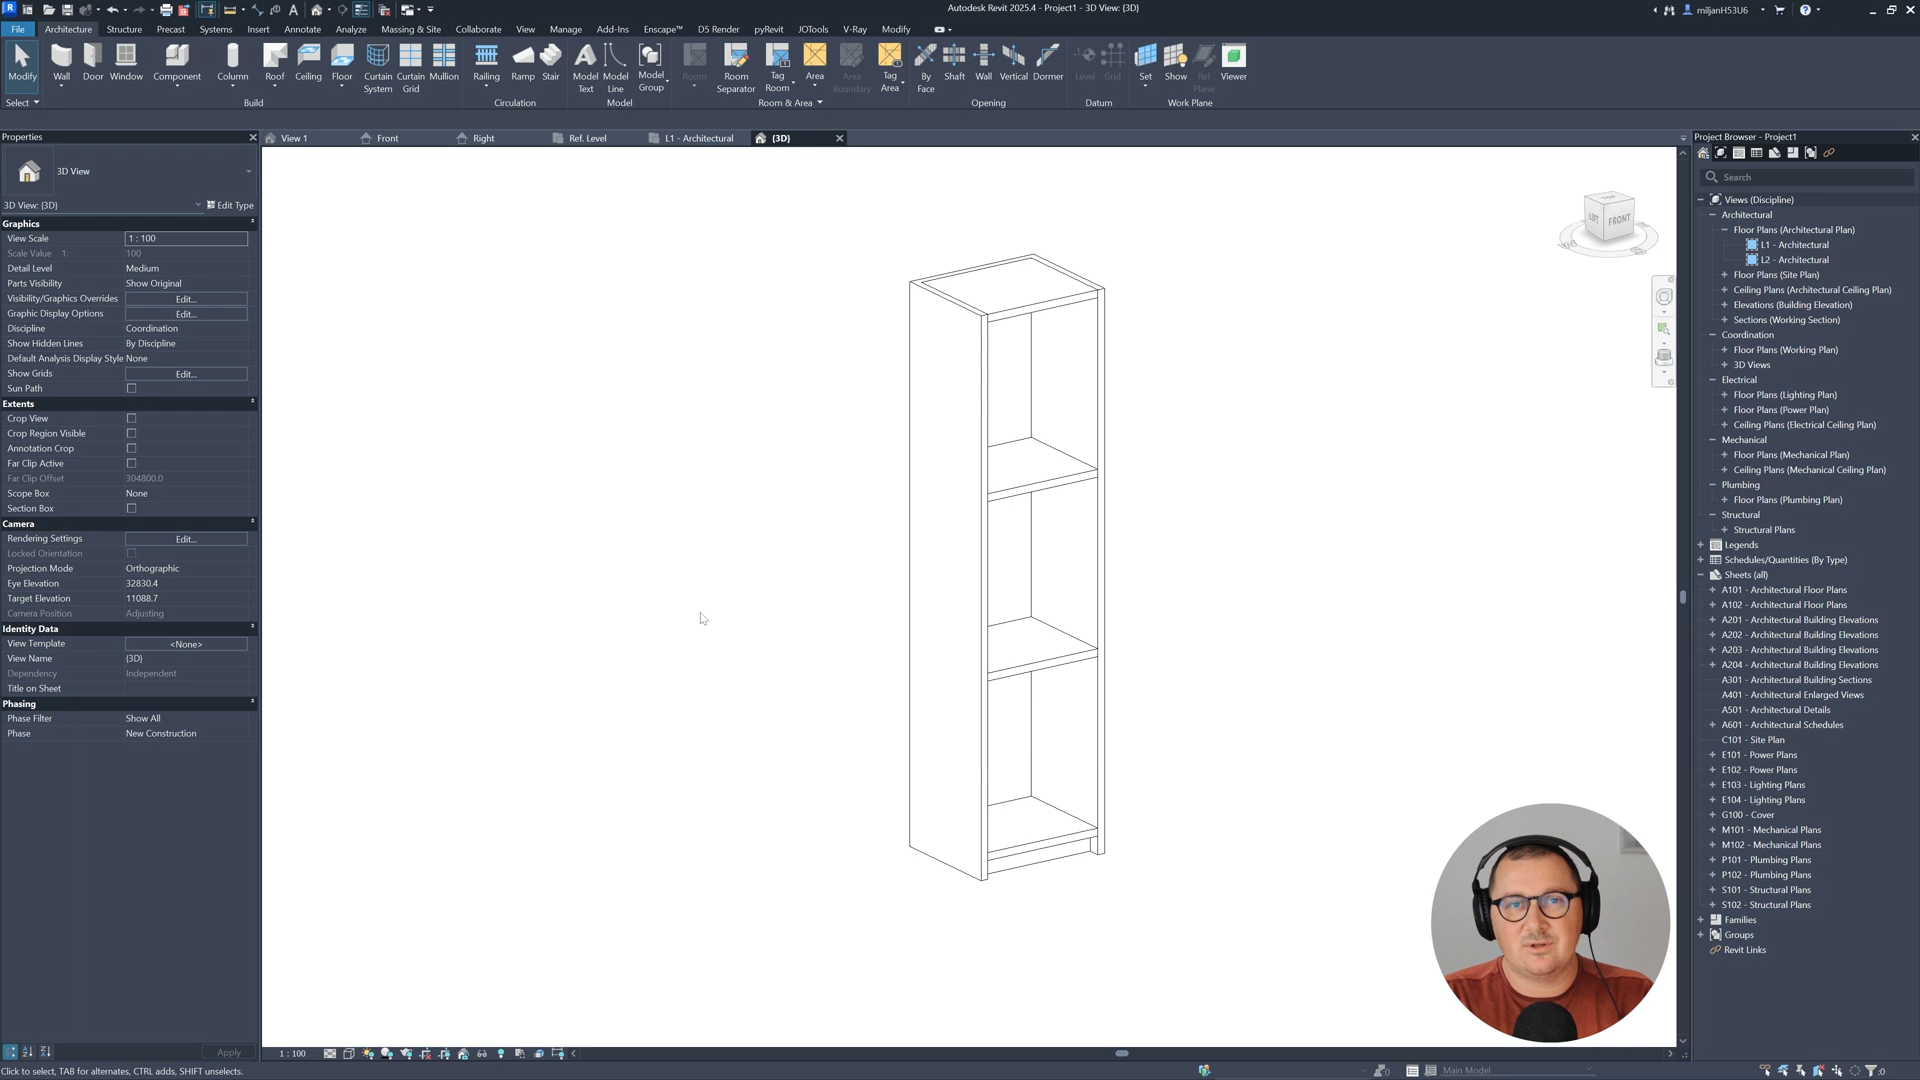 Autodesk Revit 2025.4 - Project1 - 3D View: {3D}
miljanH53U6
File Architecture Structure Precast Systems Insert Annotate Analyze Massing & Site Collaborate View Manage Add-Ins Enscape™ D5 Render pyRevit JOTools V-Ray Modify
Modify Wall Door Window Component Column Roof Ceiling Floor Curtain System Curtain Grid Mullion Railing Ramp Stair Model Text Model Line Model Group Room Room Separator Tag Room Area Area Boundary Tag Area By Face Shaft Wall Vertical Dormer Level Grid Set Show Ref Plane Viewer
Select Build Circulation Model Room & Area Opening Datum Work Plane
Properties
View 1 Front Right Ref. Level L1 - Architectural {3D}
Project Browser - Project1
3D View
3D View: {3D} Edit Type
Graphics
View Scale 1 : 100
Scale Value 1: 100
Detail Level Medium
Parts Visibility Show Original
Visibility/Graphics Overrides Edit...
Graphic Display Options Edit...
Discipline Coordination
Show Hidden Lines By Discipline
Default Analysis Display Style None
Show Grids Edit...
Sun Path
Extents
Crop View
Crop Region Visible
Annotation Crop
Far Clip Active
Far Clip Offset 304800.0
Scope Box None
Section Box
Camera
Rendering Settings Edit...
Locked Orientation
Projection Mode Orthographic
Eye Elevation 32830.4
Target Elevation 11088.7
Camera Position Adjusting
Identity Data
View Template <None>
View Name {3D}
Dependency Independent
Title on Sheet
Phasing
Phase Filter Show All
Phase New Construction
Apply
TOP
LEFT FRONT
Search
Views (Discipline)
Architectural
Floor Plans (Architectural Plan)
L1 - Architectural
L2 - Architectural
Floor Plans (Site Plan)
Ceiling Plans (Architectural Ceiling Plan)
Elevations (Building Elevation)
Sections (Working Section)
Coordination
Floor Plans (Working Plan)
3D Views
Electrical
Floor Plans (Lighting Plan)
Floor Plans (Power Plan)
Ceiling Plans (Electrical Ceiling Plan)
Mechanical
Floor Plans (Mechanical Plan)
Ceiling Plans (Mechanical Ceiling Plan)
Plumbing
Floor Plans (Plumbing Plan)
Structural
Structural Plans
Legends
Schedules/Quantities (By Type)
Sheets (all)
A101 - Architectural Floor Plans
A102 - Architectural Floor Plans
A201 - Architectural Building Elevations
A202 - Architectural Building Elevations
A203 - Architectural Building Elevations
A204 - Architectural Building Elevations
A301 - Architectural Building Sections
A401 - Architectural Enlarged Views
A501 - Architectural Details
A601 - Architectural Schedules
C101 - Site Plan
E101 - Power Plans
E102 - Power Plans
E103 - Lighting Plans
E104 - Lighting Plans
G100 - Cover
M101 - Mechanical Plans
M102 - Mechanical Plans
P101 - Plumbing Plans
P102 - Plumbing Plans
S101 - Structural Plans
S102 - Structural Plans
Families
Groups
Revit Links
1 : 100
Click to select, TAB for alternates, CTRL adds, SHIFT unselects.
:0
Main Model
:0